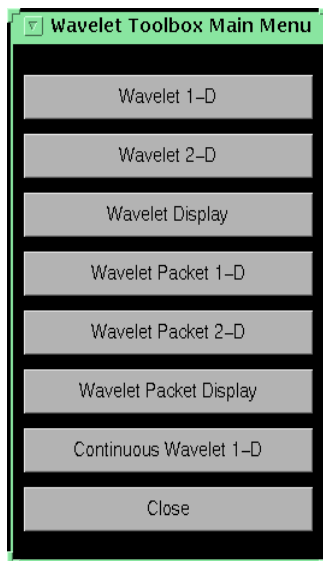 Wavelet Toolbox Main Menu
Wavelet 1-D
Wavelet 2-D
Wavelet Display
Wavelet Packet 1-D
Wavelet Packet 2-D
Wavelet Packet Display
Continuous Wavelet 1-D
Close